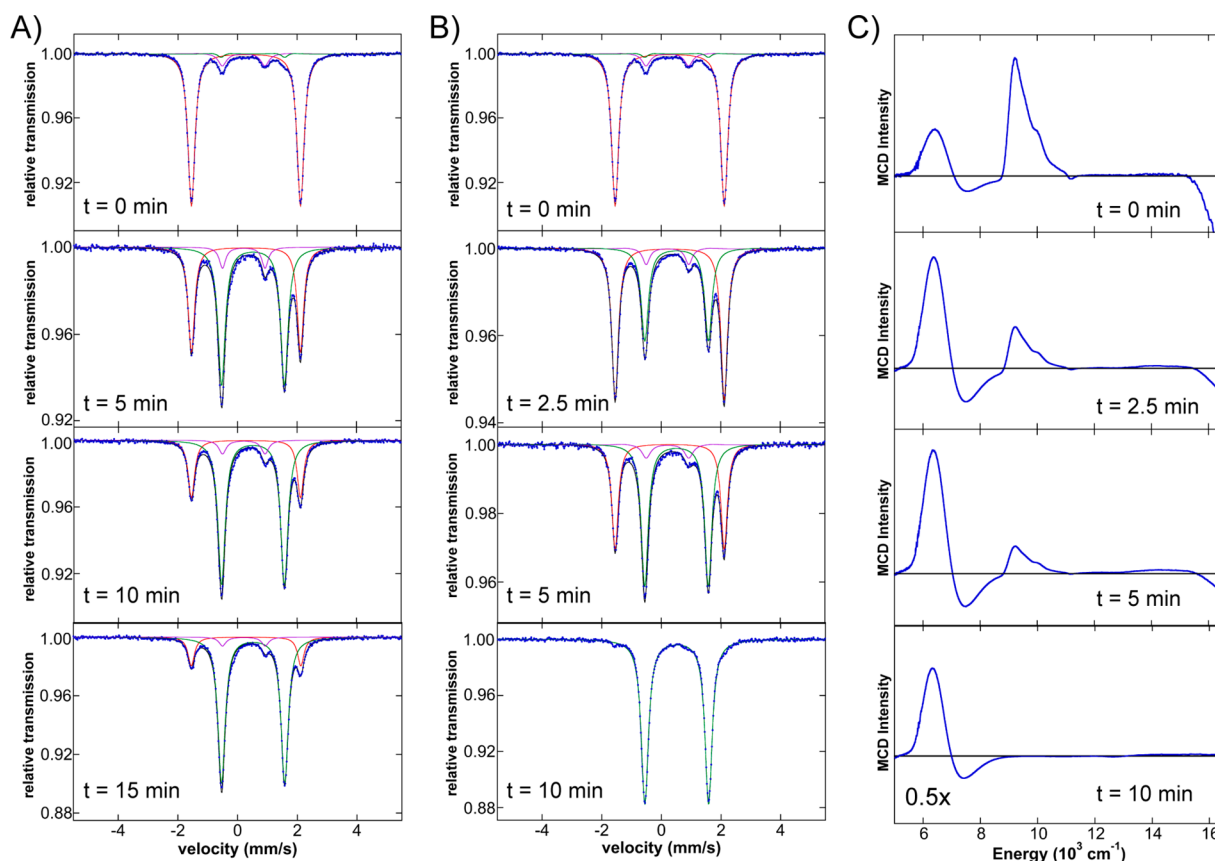 A)
B)
C)
relative transmission
1.00
0.96
0.92
t = 0 min
relative transmission
1.00
0.96
0.92
t = 5 min
relative transmission
1.00
0.96
0.92
t = 10 min
relative transmission
1.00
0.96
0.92
0.88
t = 15 min
-4 -2 0 2 4
velocity (mm/s)
relative transmission
1.00
0.96
0.92
t = 0 min
relative transmission
1.00
0.96
0.94
t = 2.5 min
relative transmission
1.00
0.98
0.96
t = 5 min
relative transmission
1.00
0.96
0.92
0.88
t = 10 min
-4 -2 0 2 4
velocity (mm/s)
MCD Intensity
t = 0 min
MCD Intensity
t = 2.5 min
MCD Intensity
t = 5 min
MCD Intensity
0.5x
t = 10 min
6 8 10 12 14 16
Energy (10³ cm⁻¹)